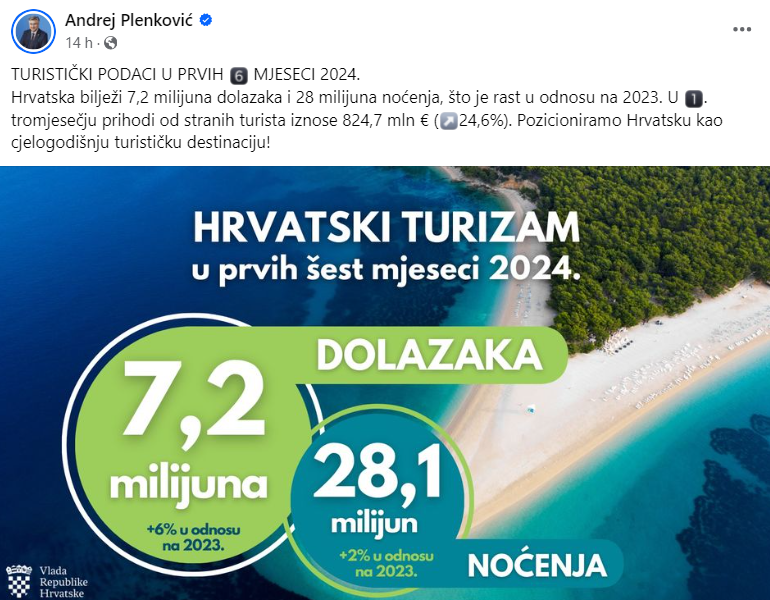 Andrej Plenković
14 h ·
TURISTIČKI PODACI U PRVIH 6️⃣ MJESECI 2024.
Hrvatska bilježi 7,2 milijuna dolazaka i 28 milijuna noćenja, što je rast u odnosu na 2023. U 1️⃣.
tromjesečju prihodi od stranih turista iznose 824,7 mln € (↗️24,6%). Pozicioniramo Hrvatsku kao
cjelogodišnju turističku destinaciju!
HRVATSKI TURIZAM
u prvih šest mjeseci 2024.
DOLAZAKA
7,2
milijuna
+6% u odnosu
na 2023.
28,1
milijun
+2% u odnosu
na 2023.
NOĆENJA
Vlada
Republike
Hrvatske